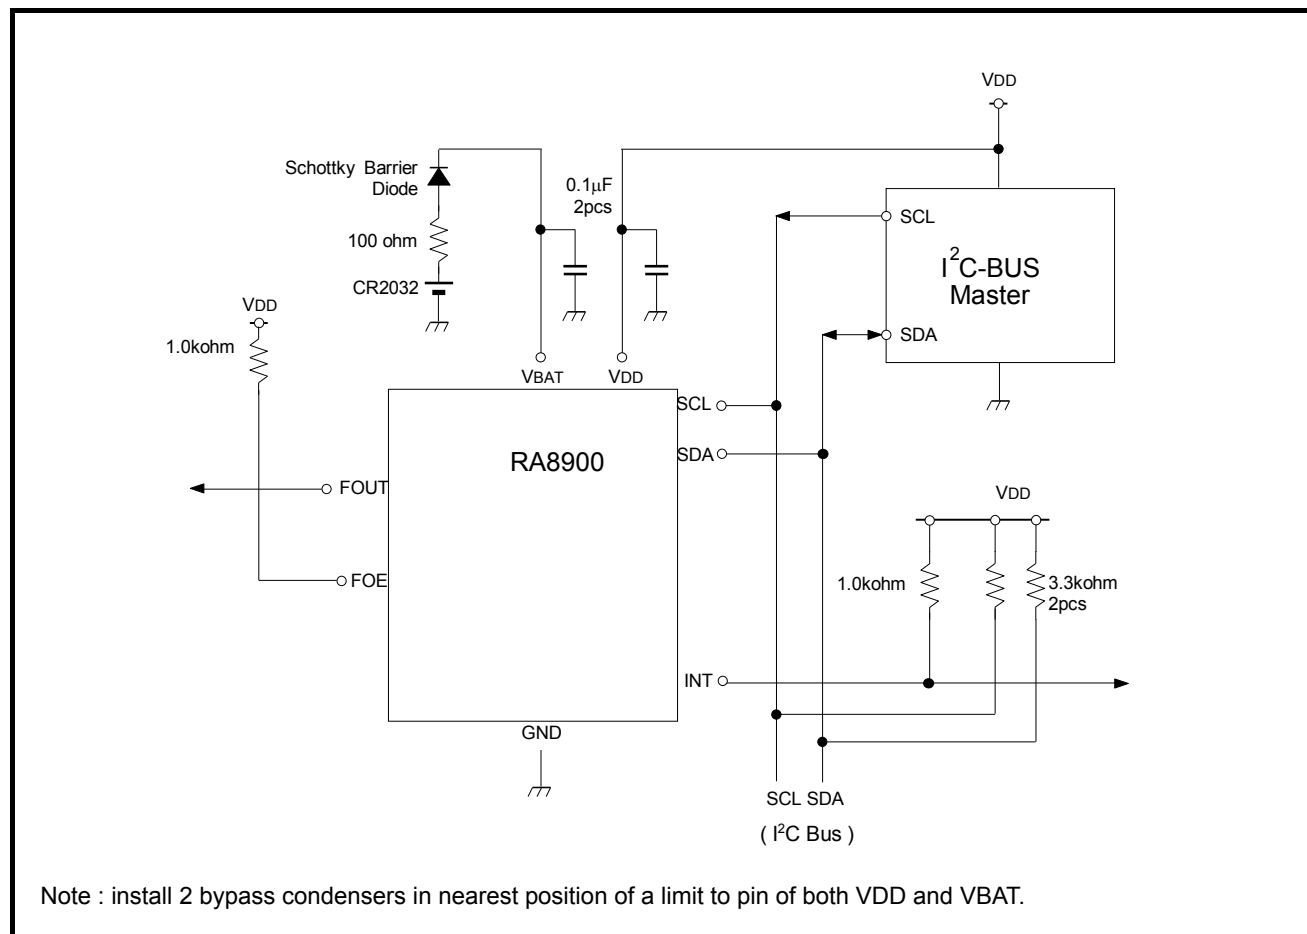 VDD
Schottky Barrier
Diode
0.1μF
2pcs
SCL
100 ohm
I²C-BUS
Master
CR2032
VDD
SDA
1.0kohm
VBAT
VDD
SCL
SDA
RA8900
FOUT
VDD
FOE
1.0kohm
3.3kohm
2pcs
INT
GND
SCL SDA
( I²C Bus )
Note : install 2 bypass condensers in nearest position of a limit to pin of both VDD and VBAT.